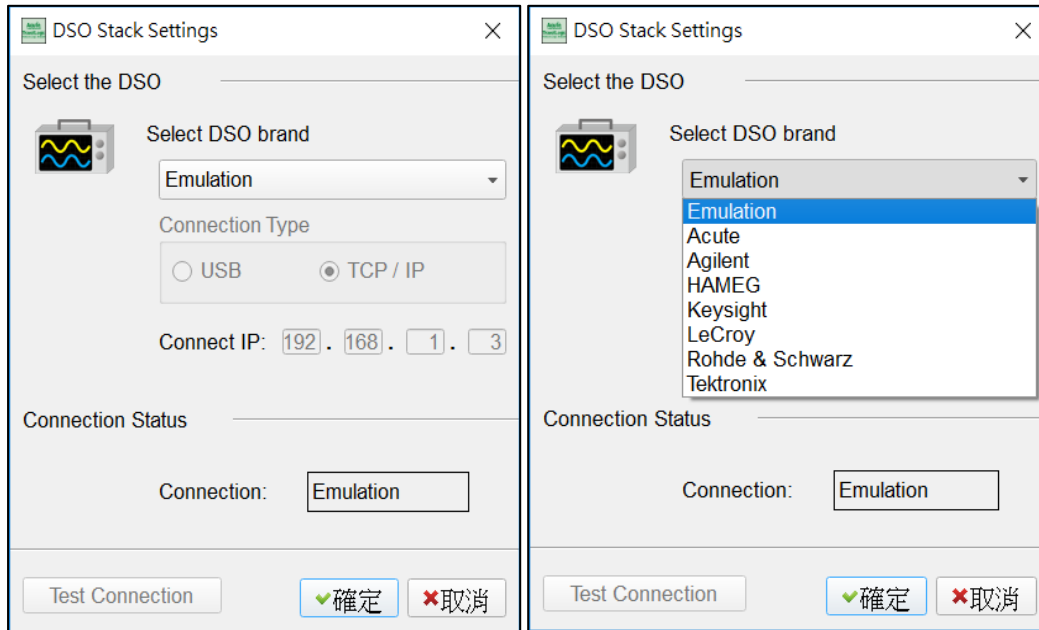 DSO Stack Settings
Select the DSO
Select DSO brand
Emulation
Connection Type
USB
TCP / IP
Connect IP: 192 . 168 . 1 . 3
Connection Status
Connection: Emulation
Test Connection
確定
取消
DSO Stack Settings
Select the DSO
Select DSO brand
Emulation
Emulation
Acute
Agilent
HAMEG
Keysight
LeCroy
Rohde & Schwarz
Tektronix
Connection Status
Connection: Emulation
Test Connection
確定
取消